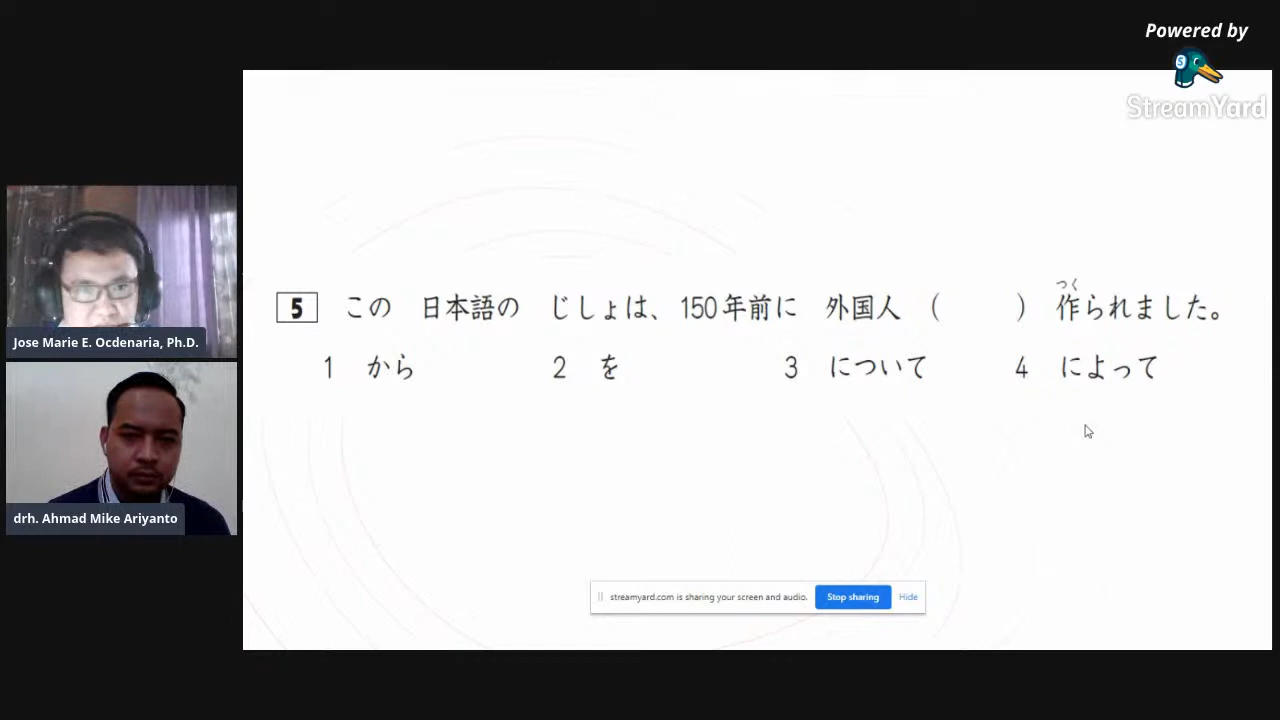 Powered by
StreamYard
Jose Marie E. Ocdenaria, Ph.D.
drh. Ahmad Mike Ariyanto
つく
5 この 日本語の じしょは、150年前に 外国人 ( ) 作られました。
1 から 2 を 3 について 4 によって
streamyard.com is sharing your screen and audio. Stop sharing Hide